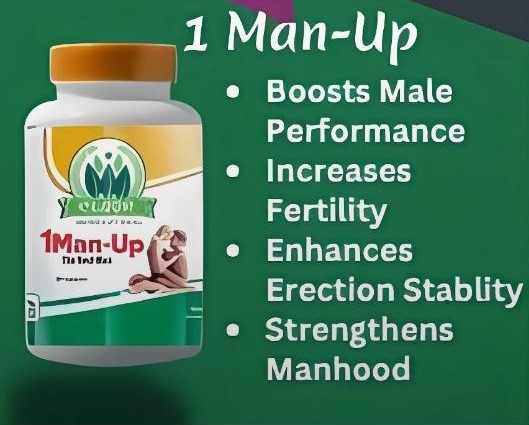 1 Man-Up
• Boosts Male
Performance
• Increases
Fertility
• Enhances
Erection Stablity
• Strengthens
Manhood
1Man-Up